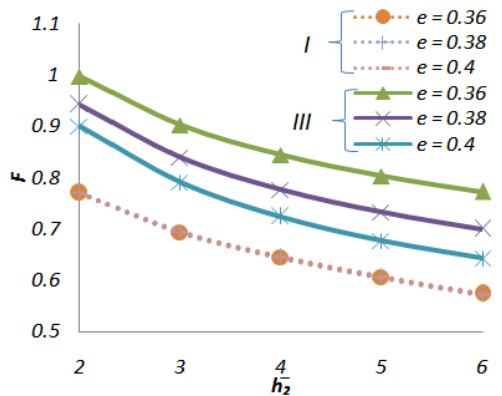 1.1
1
0.9
0.8
0.7
0.6
0.5
F
2 3 4 5 6
h̄₂
I
e = 0.36
e = 0.38
e = 0.4
III
e = 0.36
e = 0.38
e = 0.4